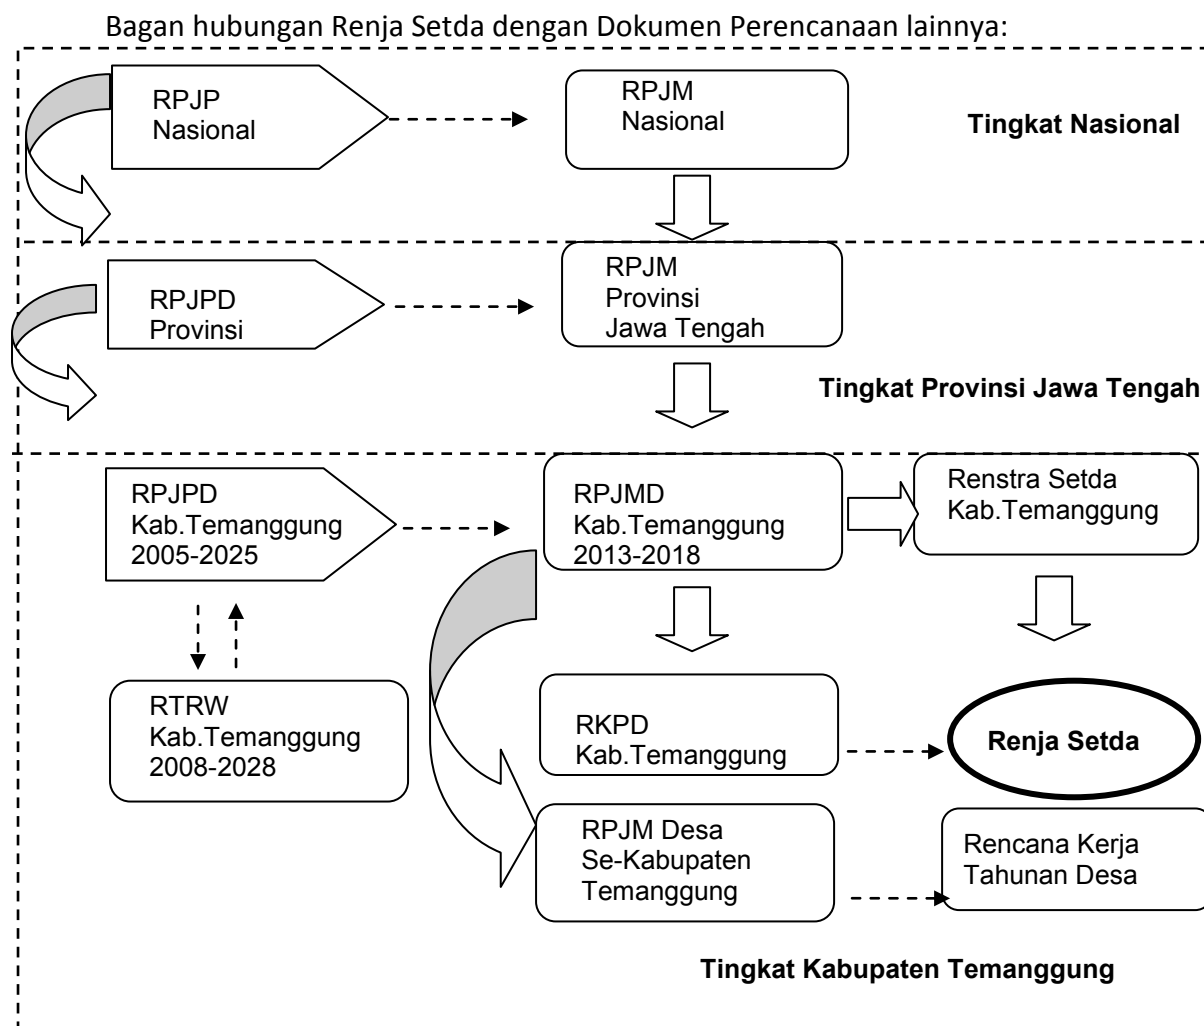 Bagan hubungan Renja Setda dengan Dokumen Perencanaan lainnya:
RPJP
Nasional
RPJM
Nasional
Tingkat Nasional
RPJPD
Provinsi
RPJM
Provinsi
Jawa Tengah
Tingkat Provinsi Jawa Tengah
RPJPD
Kab.Temanggung
2005-2025
RPJMD
Kab.Temanggung
2013-2018
Renstra Setda
Kab.Temanggung
RTRW
Kab.Temanggung
2008-2028
RKPD
Kab.Temanggung
Renja Setda
RPJM Desa
Se-Kabupaten
Temanggung
Rencana Kerja
Tahunan Desa
Tingkat Kabupaten Temanggung